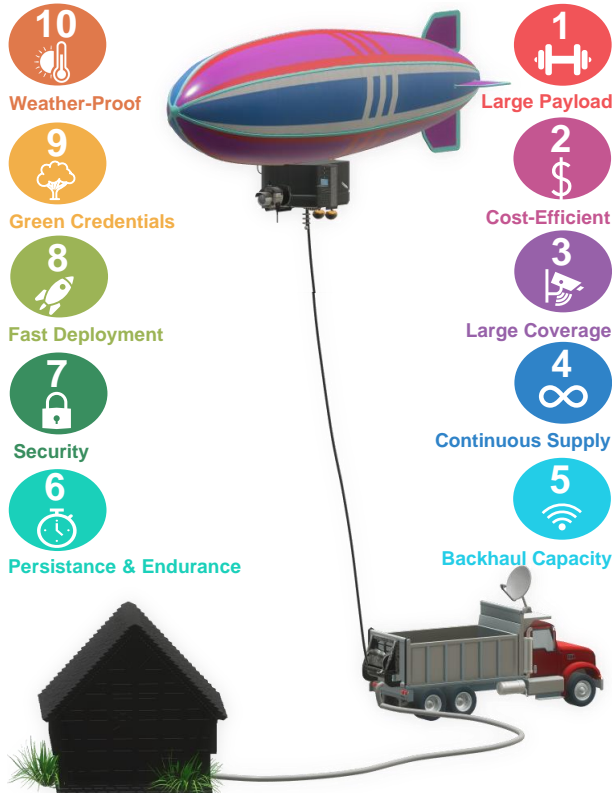 10
Weather-Proof
9
Green Credentials
8
Fast Deployment
7
Security
6
Persistance & Endurance
1
Large Payload
2
$
Cost-Efficient
3
Large Coverage
4
Continuous Supply
5
Backhaul Capacity